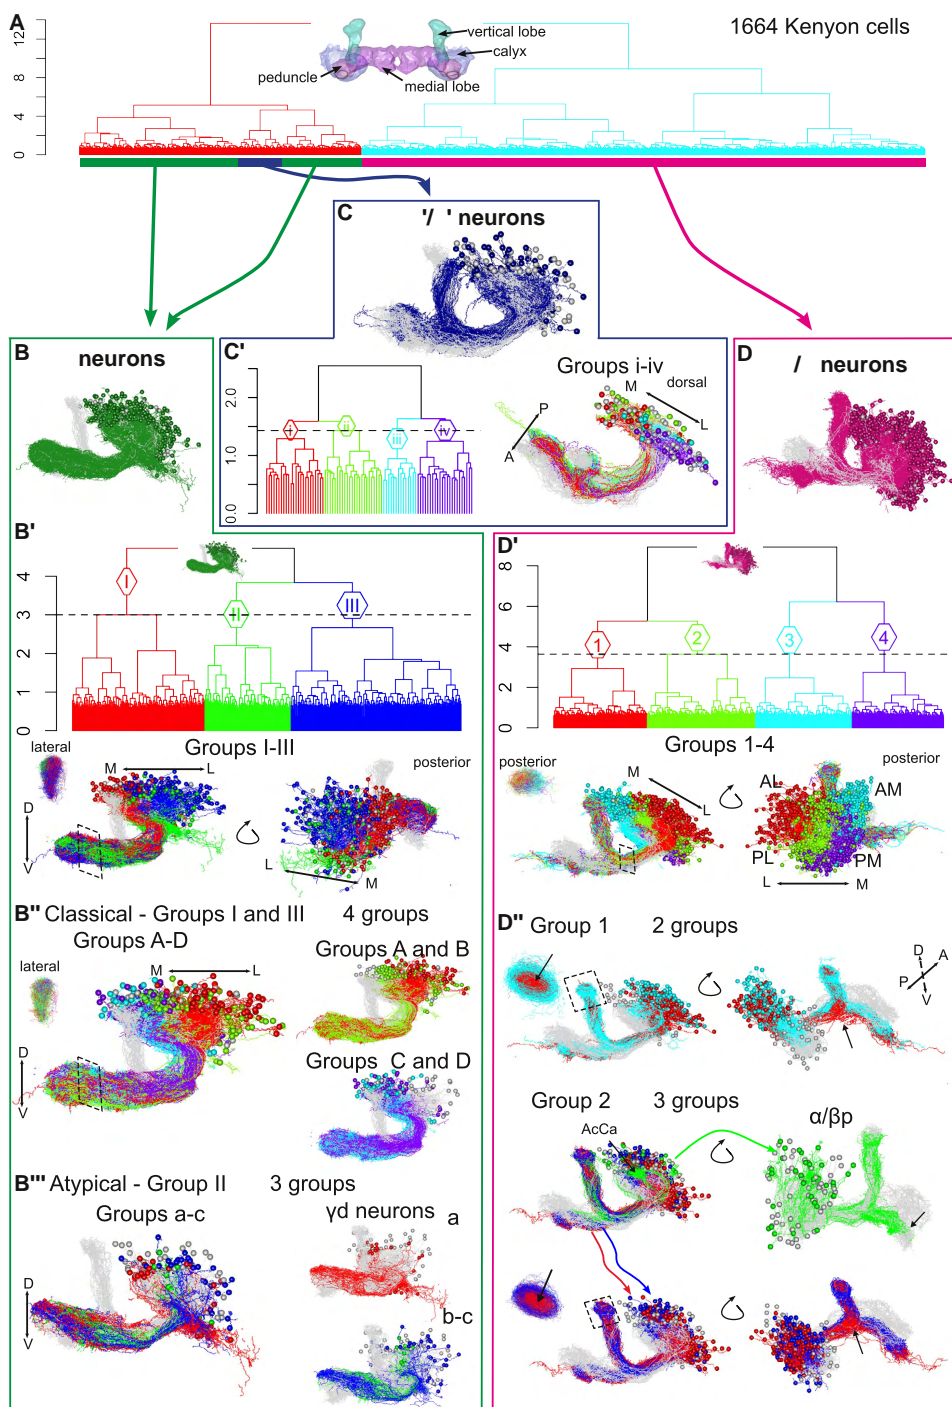 A
1664 Kenyon cells
12
8
4
0
vertical lobe
calyx
peduncle
medial lobe
C
'/ ' neurons
B
neurons
C'
2.0
1.0
0.0
i
ii
iii
iv
Groups i-iv
M
dorsal
L
P
A
D
/ neurons
B'
4
3
2
1
0
I
II
III
Groups I-III
lateral
M
L
posterior
D
V
L
M
D'
8
6
4
2
0
1
2
3
4
Groups 1-4
posterior
M
L
posterior
AL
AM
PL
PM
L
M
B''
Classical - Groups I and III
4 groups
Groups A-D
lateral
M
L
D
V
Groups A and B
Groups C and D
B'''
Atypical - Group II
3 groups
Groups a-c
D
V
γd neurons
a
b-c
D''
Group 1
2 groups
D
A
P
V
Group 2
3 groups
AcCa
α/βp